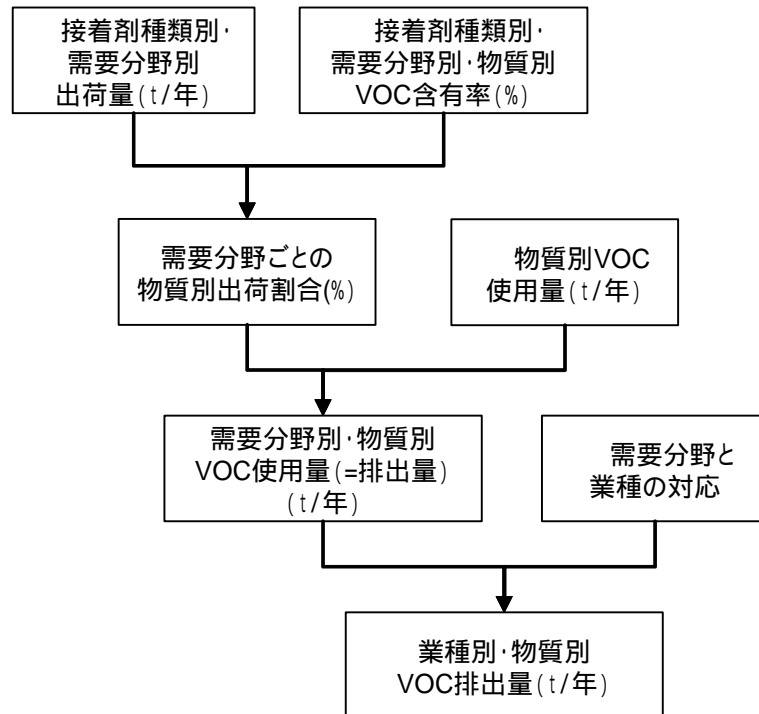 接着剤種類別・
需要分野別
出荷量(t/年)
接着剤種類別・
需要分野別・物質別
VOC含有率(%)
需要分野ごとの
物質別出荷割合(%)
物質別VOC
使用量(t/年)
需要分野別・物質別
VOC使用量(=排出量)
(t/年)
需要分野と
業種の対応
業種別・物質別
VOC排出量(t/年)